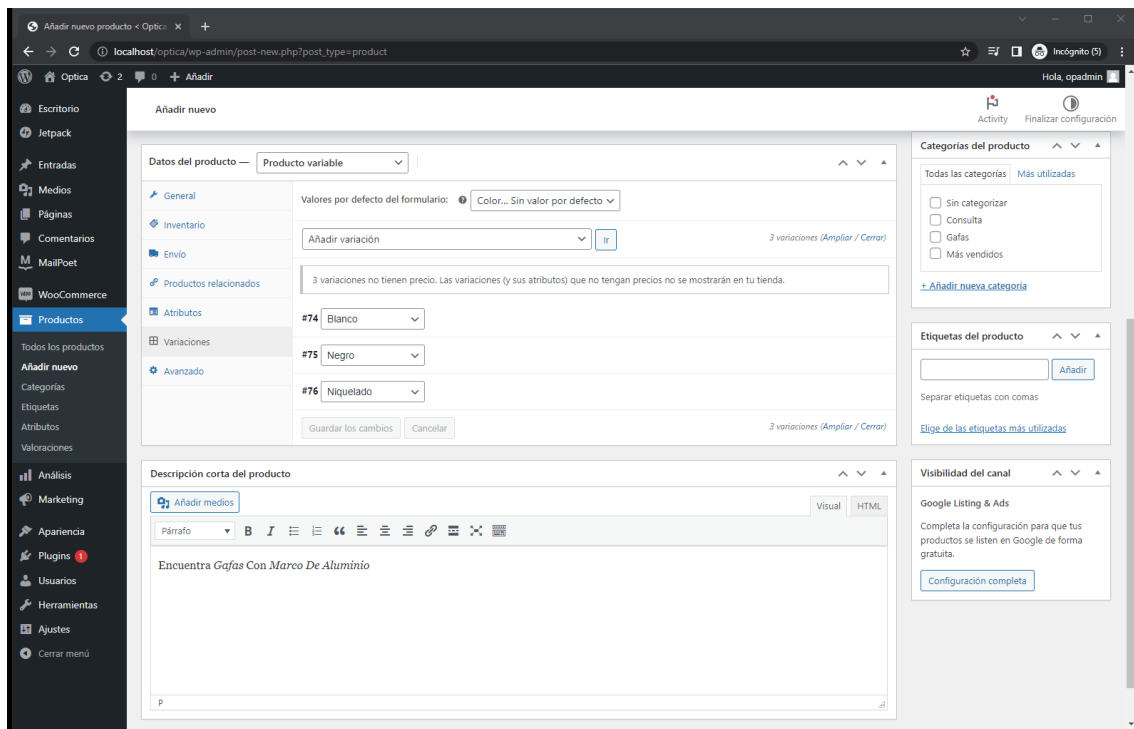 Añadir nuevo producto < Optica
localhost/optica/wp-admin/post-new.php?post_type=product
Incógnito (5)
Optica 2 0 Añadir
Hola, opadmin
Escritorio
Jetpack
Entradas
Medios
Páginas
Comentarios
MailPoet
WooCommerce
Productos
Todos los productos
Añadir nuevo
Categorías
Etiquetas
Atributos
Valoraciones
Análisis
Marketing
Apariencia
Plugins 1
Usuarios
Herramientas
Ajustes
Cerrar menú
Añadir nuevo
Activity
Finalizar configuración
Datos del producto — Producto variable
General
Inventario
Envío
Productos relacionados
Atributos
Variaciones
Avanzado
Valores por defecto del formulario: Color... Sin valor por defecto
Añadir variación Ir 3 variaciones (Ampliar / Cerrar)
3 variaciones no tienen precio. Las variaciones (y sus atributos) que no tengan precios no se mostrarán en tu tienda.
#74 Blanco
#75 Negro
#76 Niquelado
Guardar los cambios Cancelar 3 variaciones (Ampliar / Cerrar)
Descripción corta del producto
Añadir medios
Visual HTML
Párrafo B I
Encuentra Gafas Con Marco De Aluminio
P
Categorías del producto
Todas las categorías Más utilizadas
Sin categorizar
Consulta
Gafas
Más vendidos
+ Añadir nueva categoría
Etiquetas del producto
Añadir
Separar etiquetas con comas
Elige de las etiquetas más utilizadas
Visibilidad del canal
Google Listing & Ads
Completa la configuración para que tus
productos se listen en Google de forma
gratuita.
Configuración completa